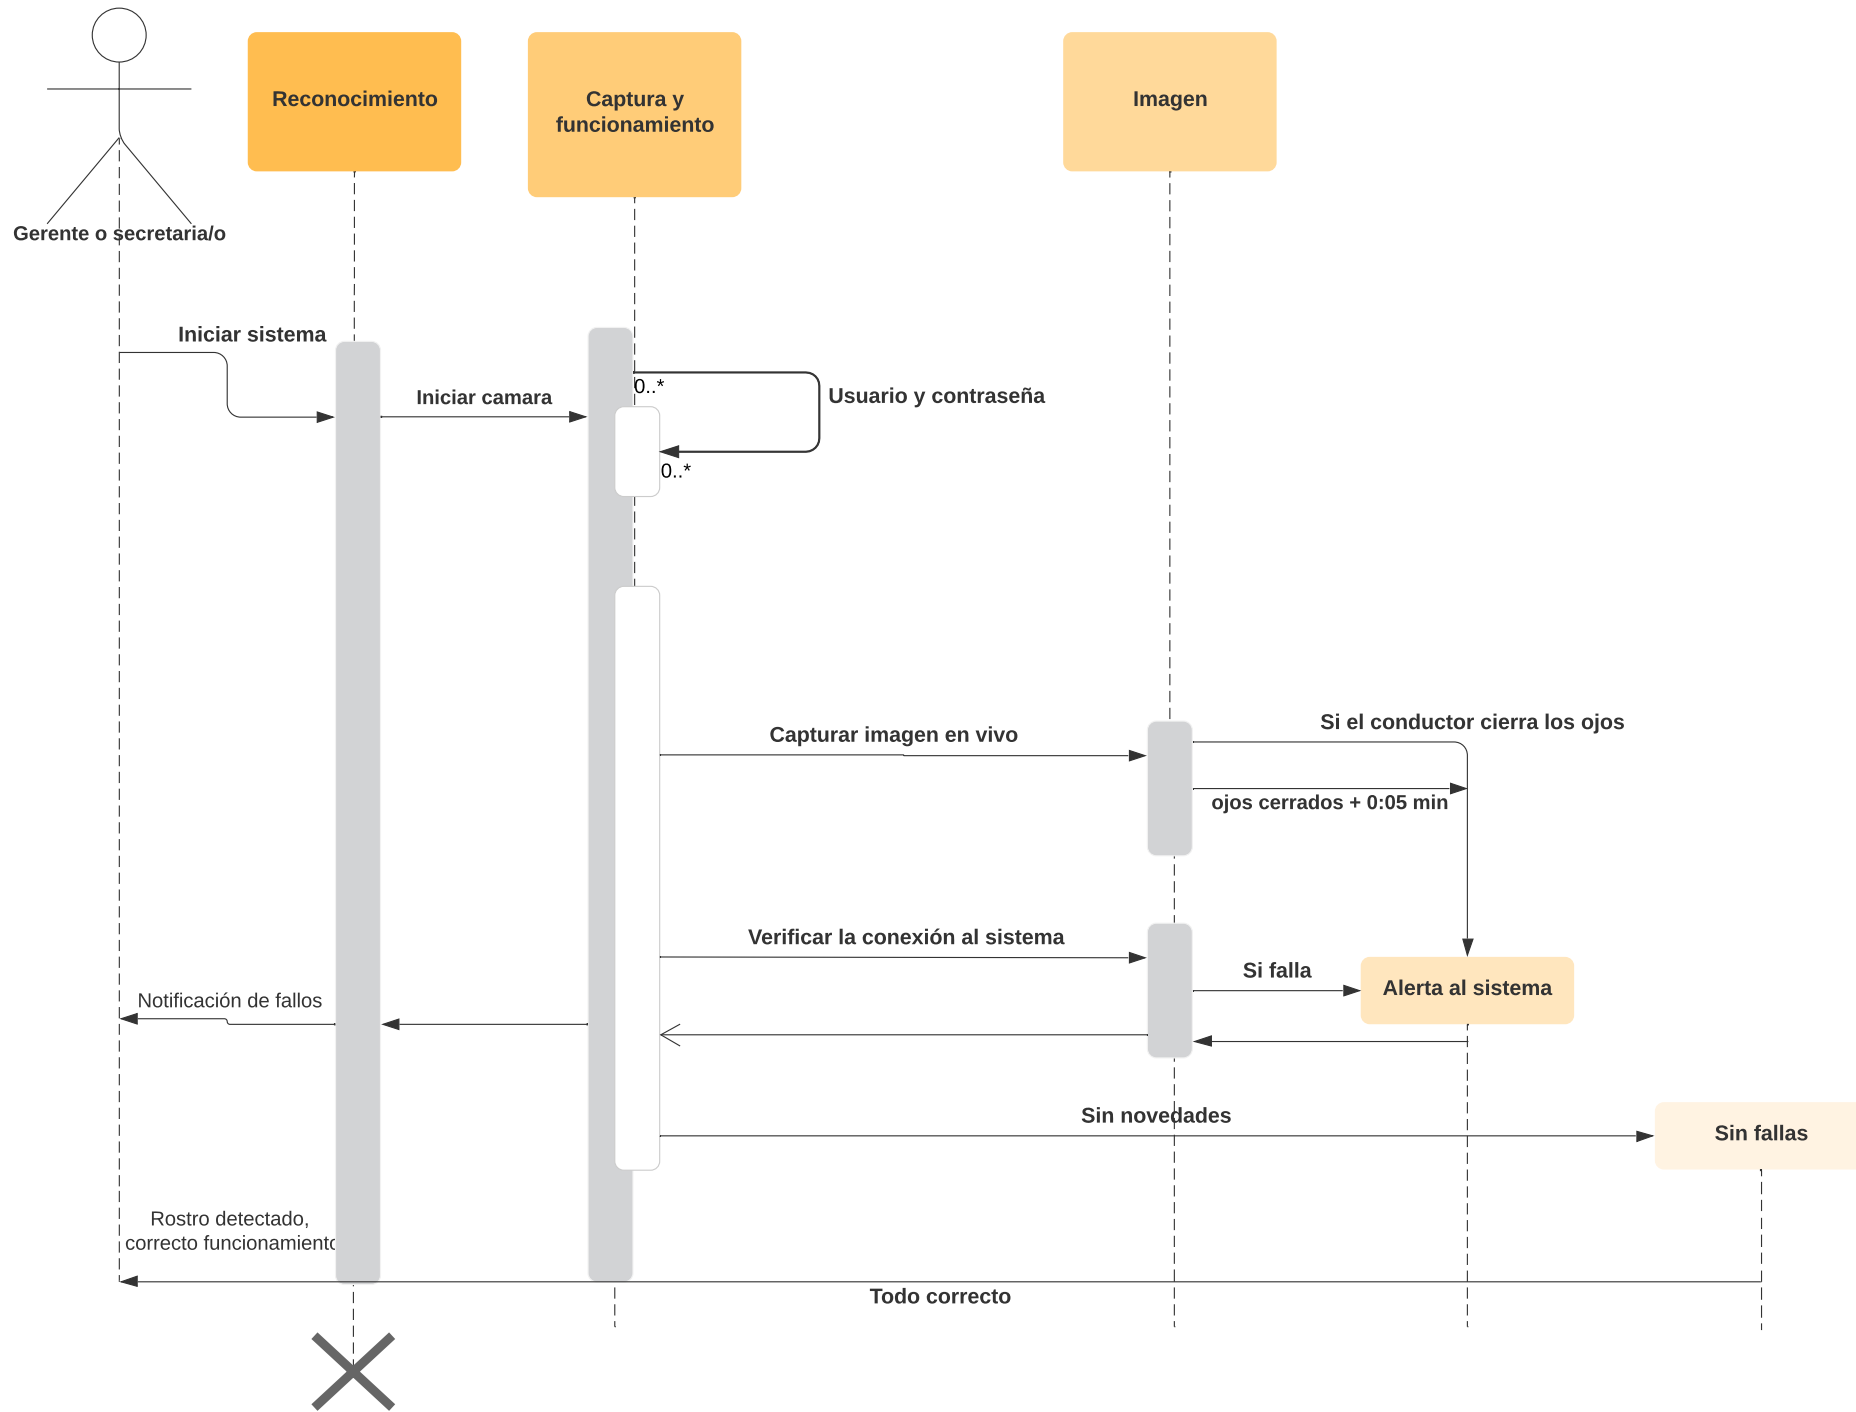 Reconocimiento
Captura y
funcionamiento
Imagen
Gerente o secretaria/o
Iniciar sistema
Iniciar camara
0..*
Usuario y contraseña
0..*
Si el conductor cierra los ojos
Capturar imagen en vivo
ojos cerrados + 0:05 min
Verificar la conexión al sistema
Si falla
Alerta al sistema
Notificación de fallos
Sin novedades
Sin fallas
Rostro detectado,
correcto funcionamiento
Todo correcto